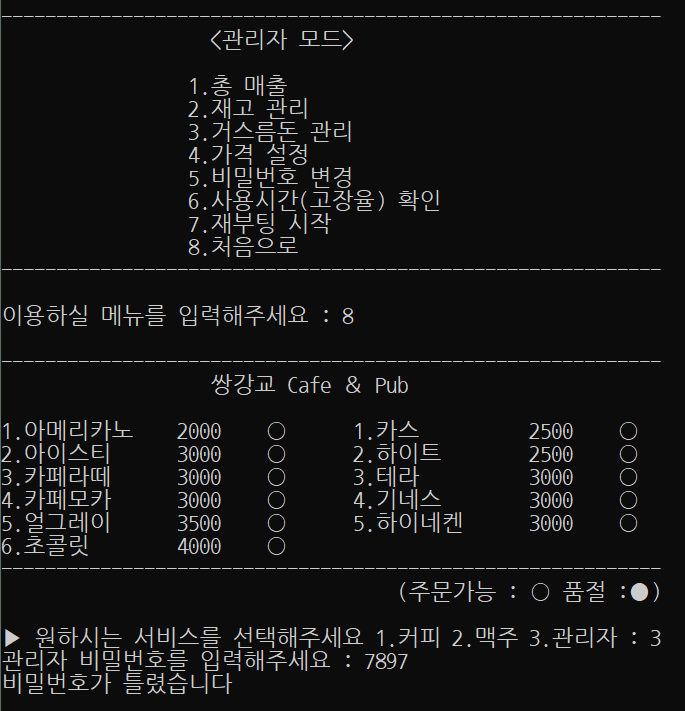 ------------------------------------------------------------
<관리자 모드>
1.총 매출
2.재고 관리
3.거스름돈 관리
4.가격 설정
5.비밀번호 변경
6.사용시간(고장율) 확인
7.재부팅 시작
8.처음으로
------------------------------------------------------------
이용하실 메뉴를 입력해주세요 : 8
------------------------------------------------------------
쌍강교 Cafe & Pub
1.아메리카노 2000 ○ 1.카스 2500 ○
2.아이스티 3000 ○ 2.하이트 2500 ○
3.카페라떼 3000 ○ 3.테라 3000 ○
4.카페모카 3000 ○ 4.기네스 3000 ○
5.얼그레이 3500 ○ 5.하이네켄 3000 ○
6.초콜릿 4000 ○
------------------------------------------------------------
(주문가능 : ○ 품절 :●)
▶ 원하시는 서비스를 선택해주세요 1.커피 2.맥주 3.관리자 : 3
관리자 비밀번호를 입력해주세요 : 7897
비밀번호가 틀렸습니다